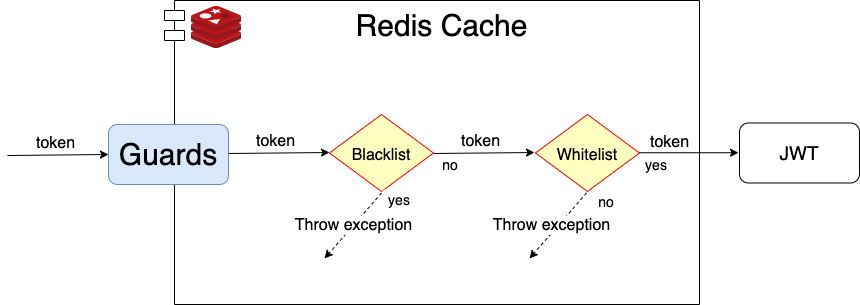 Redis Cache
token
Guards
token
Blacklist
token
no
Whitelist
token
yes
JWT
yes
Throw exception
no
Throw exception